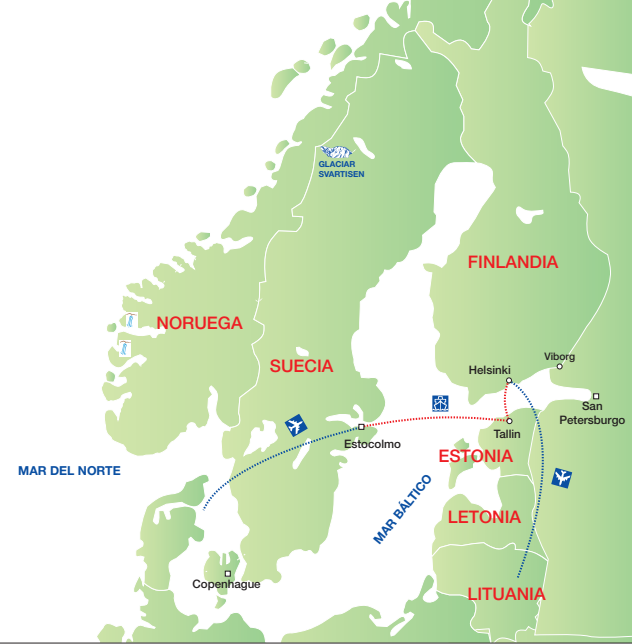 GLACIAR
SVARTISEN
FINLANDIA
NORUEGA
SUECIA
Viborg
Helsinki
San
Petersburgo
Tallin
Estocolmo
ESTONIA
MAR DEL NORTE
MAR BÁLTICO
LETONIA
Copenhague
LITUANIA